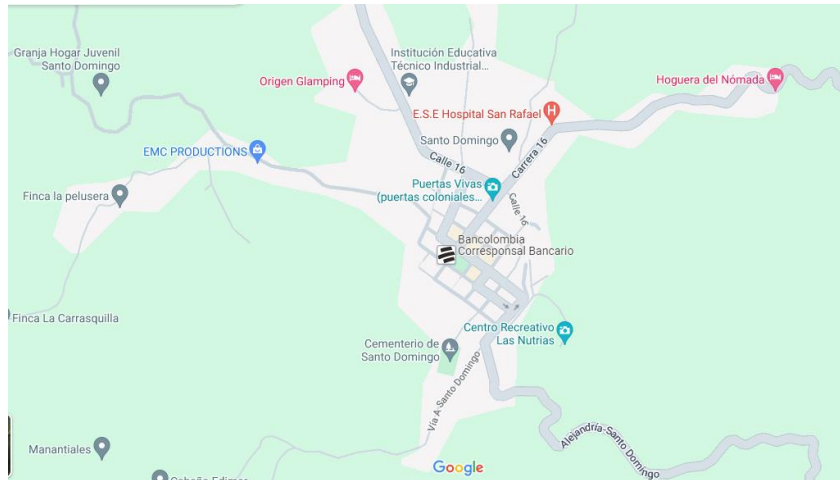 Granja Hogar Juvenil
Santo Domingo
Origen Glamping
Institución Educativa
Técnico Industrial...
Hoguera del Nómada
E.S.E Hospital San Rafael
Santo Domingo
EMC PRODUCTIONS
Calle 16
Carrera 16
Puertas Vivas
(puertas coloniales...
Calle 16
Finca la pelusera
Bancolombia
Corresponsal Bancario
Finca La Carrasquilla
Centro Recreativo
Las Nutrias
Cementerio de
Santo Domingo
Vía A Santo Domingo
Alejandría-Santo Domingo
Manantiales
Google